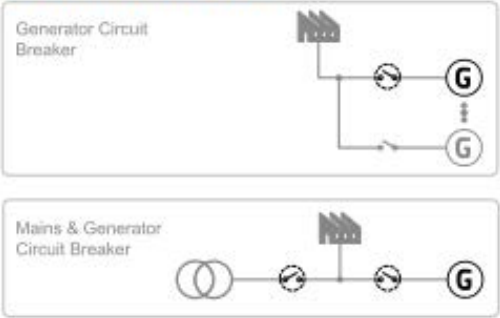 Generator Circuit
Breaker
G
G
Mains & Generator
Circuit Breaker
G